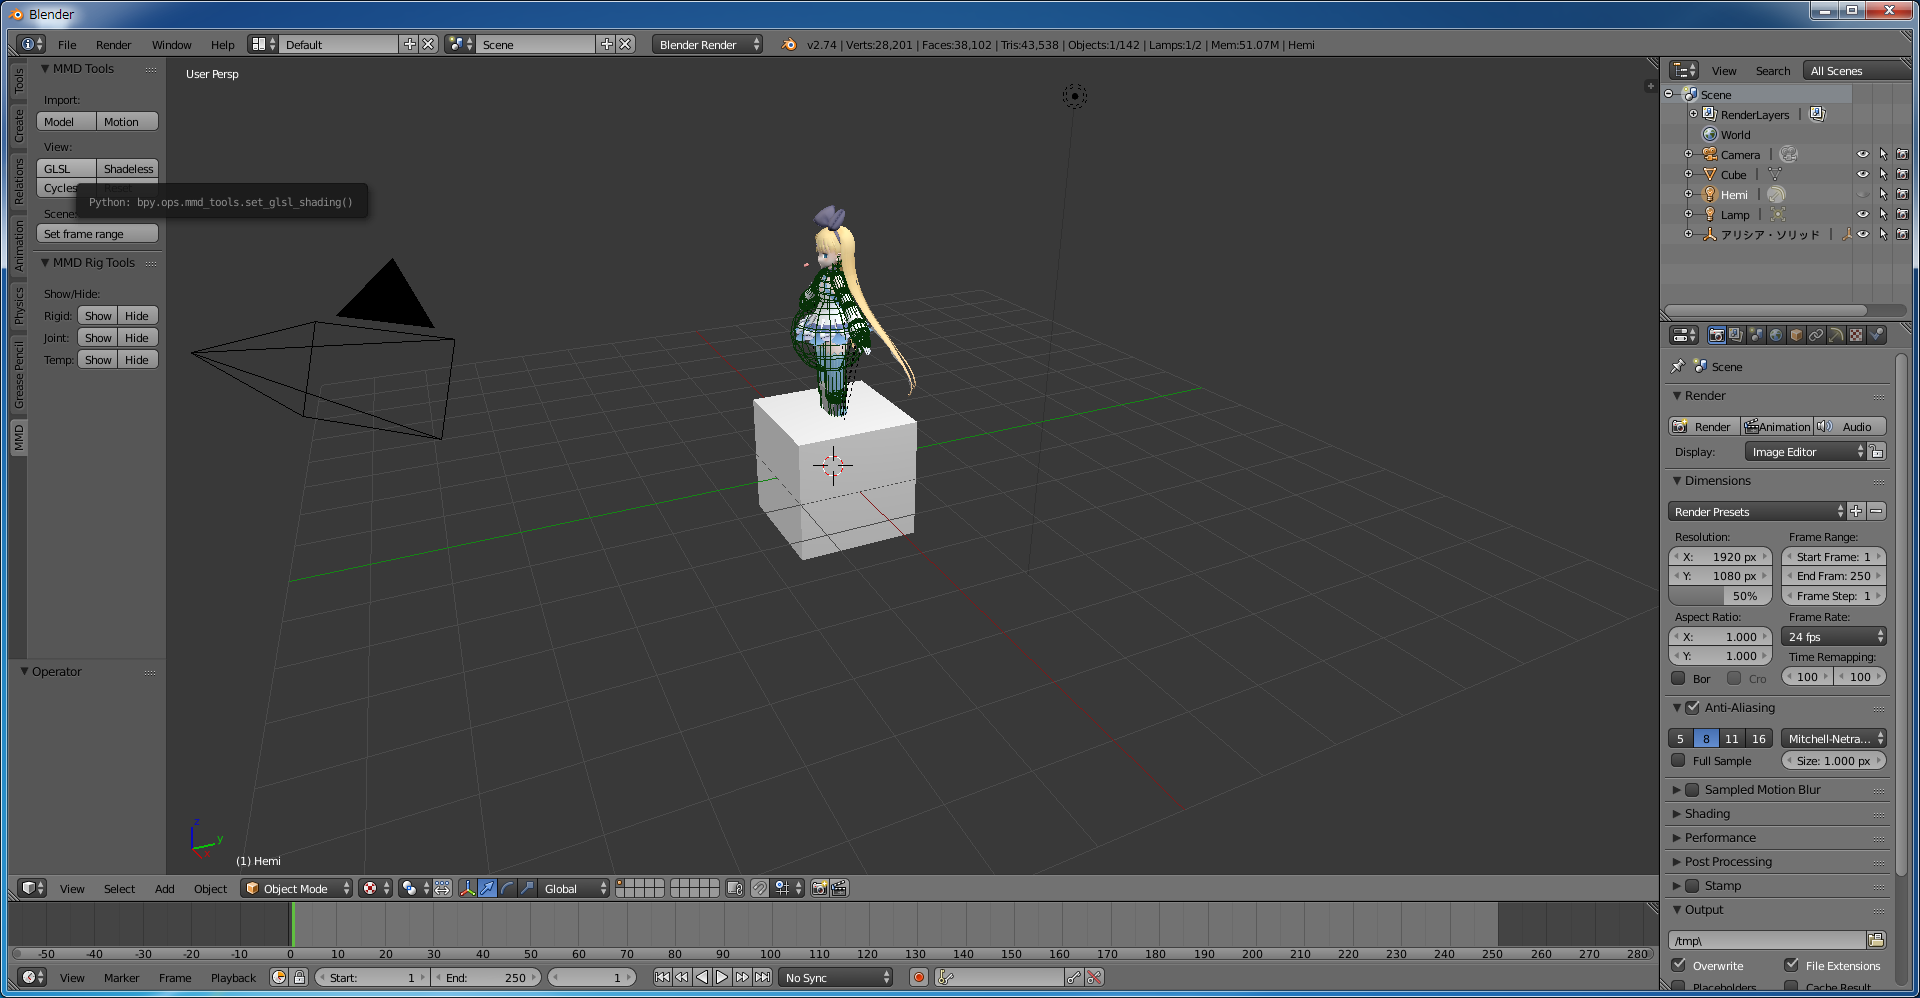 Blender
File Render Window Help Default Scene Blender Render v2.74 | Verts:28,201 | Faces:38,102 | Tris:43,538 | Objects:1/142 | Lamps:1/2 | Mem:51.07M | Hemi
Tools
Create
Relations
Animation
Physics
Grease Pencil
MMD
MMD Tools
Import:
Model Motion
View:
GLSL Shadeless
Cycles Reset
Python: bpy.ops.mmd_tools.set_glsl_shading()
Scene:
Set frame range
MMD Rig Tools
Show/Hide:
Rigid: Show Hide
Joint: Show Hide
Temp: Show Hide
Operator
User Persp
z
y
(1) Hemi
View Select Add Object Object Mode Global
View Search All Scenes
Scene
RenderLayers |
World
Camera |
Cube |
Hemi |
Lamp |
アリシア・ソリッド |
Scene
Render
Render Animation Audio
Display: Image Editor
Dimensions
Render Presets
Resolution: Frame Range:
X: 1920 px Start Frame: 1
Y: 1080 px End Fram: 250
50% Frame Step: 1
Aspect Ratio: Frame Rate:
X: 1.000 24 fps
Y: 1.000 Time Remapping:
Bor Cro 100 100
Anti-Aliasing
5 8 11 16 Mitchell-Netra...
Full Sample Size: 1.000 px
Sampled Motion Blur
Shading
Performance
Post Processing
Stamp
Output
/tmp\
Overwrite File Extensions
Placeholders Cache Result
-50 -40 -30 -20 -10 0 10 20 30 40 50 60 70 80 90 100 110 120 130 140 150 160 170 180 190 200 210 220 230 240 250 260 270 280
View Marker Frame Playback Start: 1 End: 250 1 No Sync